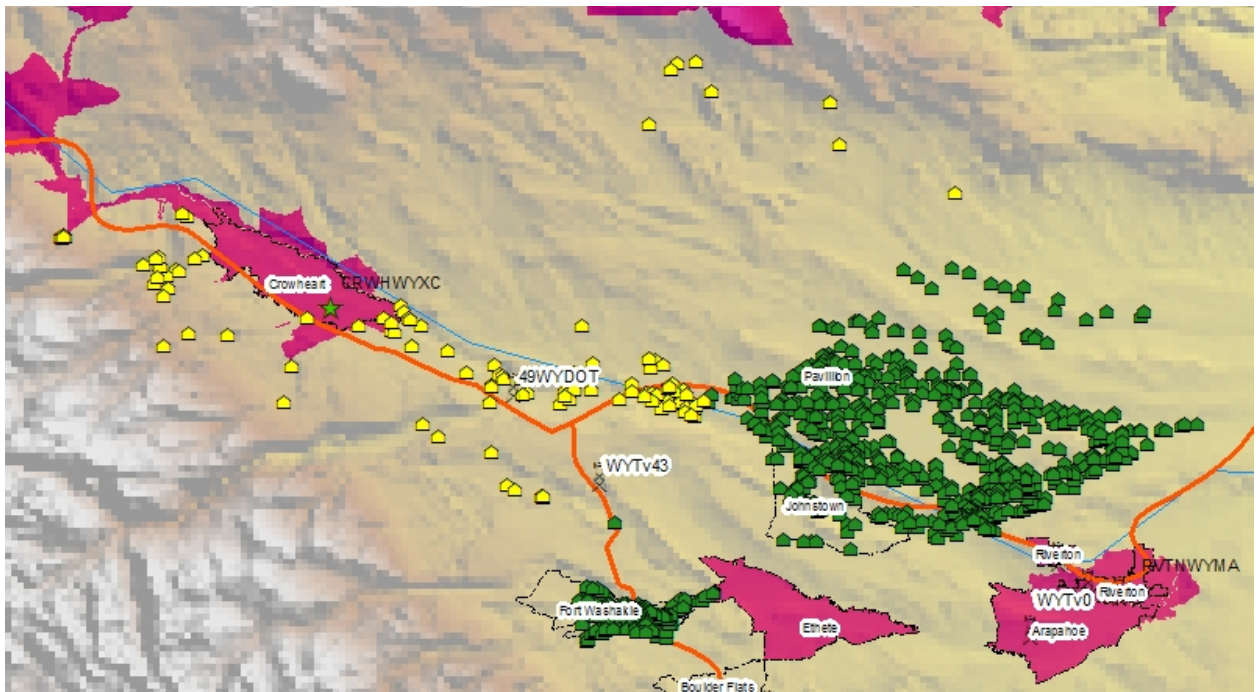 Crowheart
CRWHWYXC
49WYDOT
Pavillion
WYTv43
Johnstown
Riverton
RVTNWYMA
Riverton
WYTv0
Fort Washakie
Ethete
Arapahoe
Boulder Flats